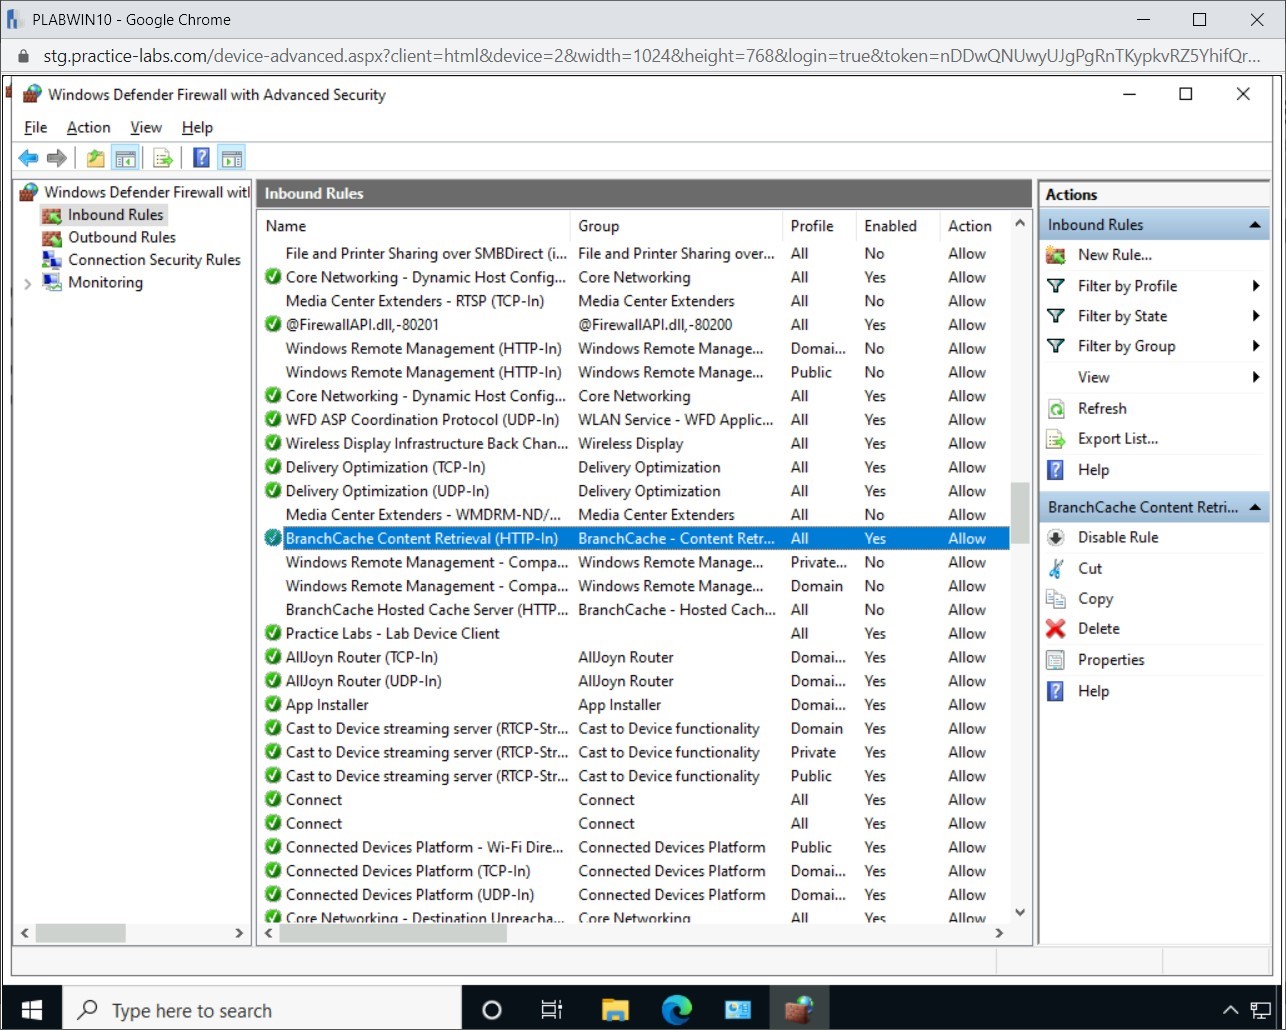 PLABWIN10 - Google Chrome
stg.practice-labs.com/device-advanced.aspx?client=html&device=2&width=1024&height=768&login=true&token=nDDwQNUwyUJgPgRnTKypkvRZ5YhifQr...
Windows Defender Firewall with Advanced Security
File Action View Help
Windows Defender Firewall witl
Inbound Rules
Outbound Rules
Connection Security Rules
Monitoring
Inbound Rules
Name Group Profile Enabled Action
File and Printer Sharing over SMBDirect (i... File and Printer Sharing over... All No Allow
Core Networking - Dynamic Host Config... Core Networking All Yes Allow
Media Center Extenders - RTSP (TCP-In) Media Center Extenders All No Allow
@FirewallAPI.dll,-80201 @FirewallAPI.dll,-80200 All Yes Allow
Windows Remote Management (HTTP-In) Windows Remote Manage... Domai... No Allow
Windows Remote Management (HTTP-In) Windows Remote Manage... Public No Allow
Core Networking - Dynamic Host Config... Core Networking All Yes Allow
WFD ASP Coordination Protocol (UDP-In) WLAN Service - WFD Applic... All Yes Allow
Wireless Display Infrastructure Back Chan... Wireless Display All Yes Allow
Delivery Optimization (TCP-In) Delivery Optimization All Yes Allow
Delivery Optimization (UDP-In) Delivery Optimization All Yes Allow
Media Center Extenders - WMDRM-ND/... Media Center Extenders All No Allow
BranchCache Content Retrieval (HTTP-In) BranchCache - Content Retr... All Yes Allow
Windows Remote Management - Compa... Windows Remote Manage... Private... No Allow
Windows Remote Management - Compa... Windows Remote Manage... Domain No Allow
BranchCache Hosted Cache Server (HTTP... BranchCache - Hosted Cach... All No Allow
Practice Labs - Lab Device Client All Yes Allow
AllJoyn Router (TCP-In) AllJoyn Router Domai... Yes Allow
AllJoyn Router (UDP-In) AllJoyn Router Domai... Yes Allow
App Installer App Installer Domai... Yes Allow
Cast to Device streaming server (RTCP-Str... Cast to Device functionality Domain Yes Allow
Cast to Device streaming server (RTCP-Str... Cast to Device functionality Private Yes Allow
Cast to Device streaming server (RTCP-Str... Cast to Device functionality Public Yes Allow
Connect Connect All Yes Allow
Connect Connect All Yes Allow
Connected Devices Platform - Wi-Fi Dire... Connected Devices Platform Public Yes Allow
Connected Devices Platform (TCP-In) Connected Devices Platform Domai... Yes Allow
Connected Devices Platform (UDP-In) Connected Devices Platform Domai... Yes Allow
Core Networking - Destination Unreacha... Core Networking All Yes Allow
Actions
Inbound Rules
New Rule...
Filter by Profile
Filter by State
Filter by Group
View
Refresh
Export List...
Help
BranchCache Content Retri...
Disable Rule
Cut
Copy
Delete
Properties
Help
Type here to search